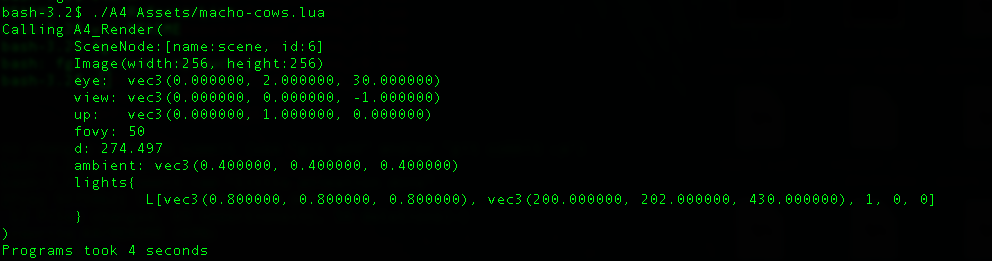 bash-3.2$ ./A4 Assets/macho-cows.lua
Calling A4_Render(
SceneNode:[name:scene, id:6]
Image(width:256, height:256)
eye: vec3(0.000000, 2.000000, 30.000000)
view: vec3(0.000000, 0.000000, -1.000000)
up: vec3(0.000000, 1.000000, 0.000000)
fovy: 50
d: 274.497
ambient: vec3(0.400000, 0.400000, 0.400000)
lights{
L[vec3(0.800000, 0.800000, 0.800000), vec3(200.000000, 202.000000, 430.000000), 1, 0, 0]
}
)
Programs took 4 seconds